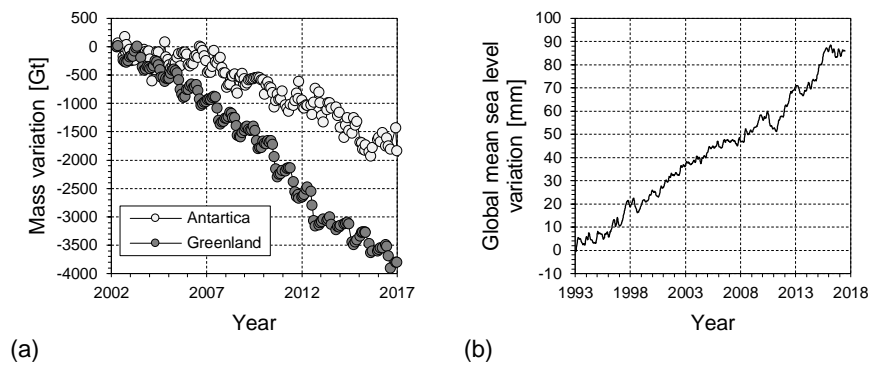 500
0
-500
-1000
-1500
-2000
-2500
-3000
-3500
-4000
Mass variation [Gt]
Antartica
Greenland
2002 2007 2012 2017
Year
(a)
100
90
80
70
60
50
40
30
20
10
0
-10
Global mean sea level
variation [mm]
1993 1998 2003 2008 2013 2018
Year
(b)